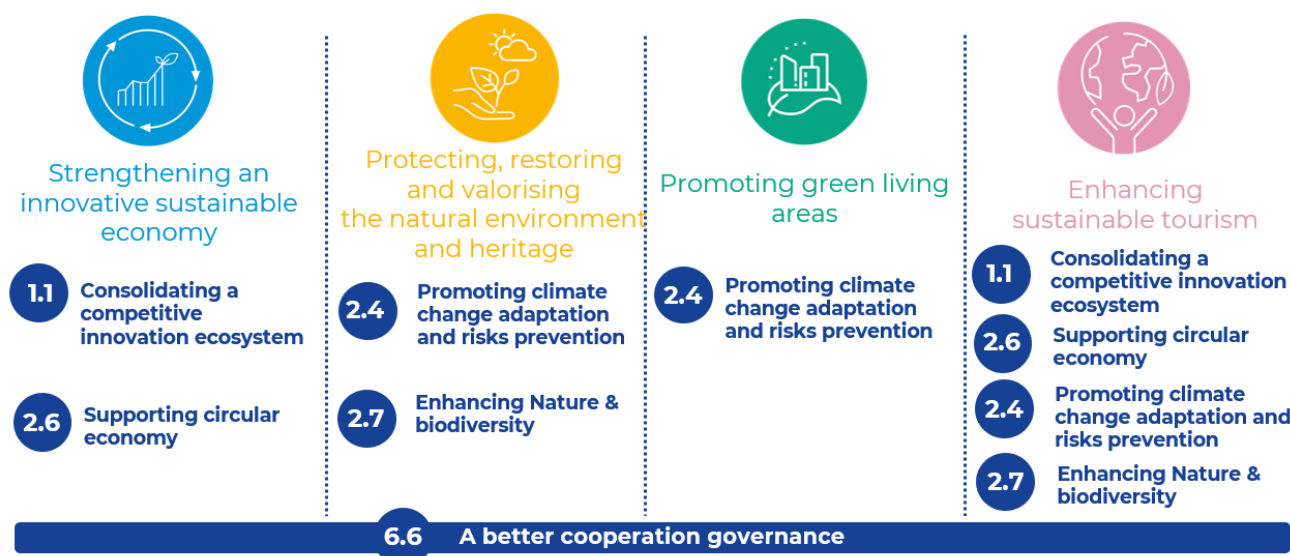 Strengthening an
innovative sustainable
economy
1.1
Consolidating a
competitive
innovation ecosystem
2.6
Supporting circular
economy
Protecting, restoring
and valorising
the natural environment
and heritage
2.4
Promoting climate
change adaptation
and risks prevention
2.7
Enhancing Nature &
biodiversity
Promoting green living
areas
2.4
Promoting climate
change adaptation
and risks prevention
Enhancing
sustainable tourism
1.1
Consolidating a
competitive innovation
ecosystem
2.6
Supporting circular
economy
2.4
Promoting climate
change adaptation and
risks prevention
2.7
Enhancing Nature &
biodiversity
6.6 A better cooperation governance